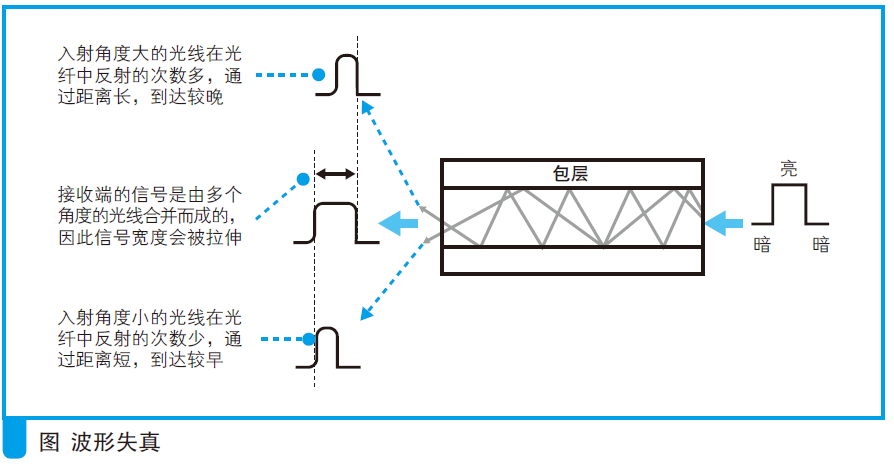 入射角度大的光线在光
纤中反射的次数多，通
过距离长，到达较晚
接收端的信号是由多个
角度的光线合并而成的，
因此信号宽度会被拉伸
入射角度小的光线在光
纤中反射的次数少，通
过距离短，到达较早
包层
亮
暗
暗
图 波形失真